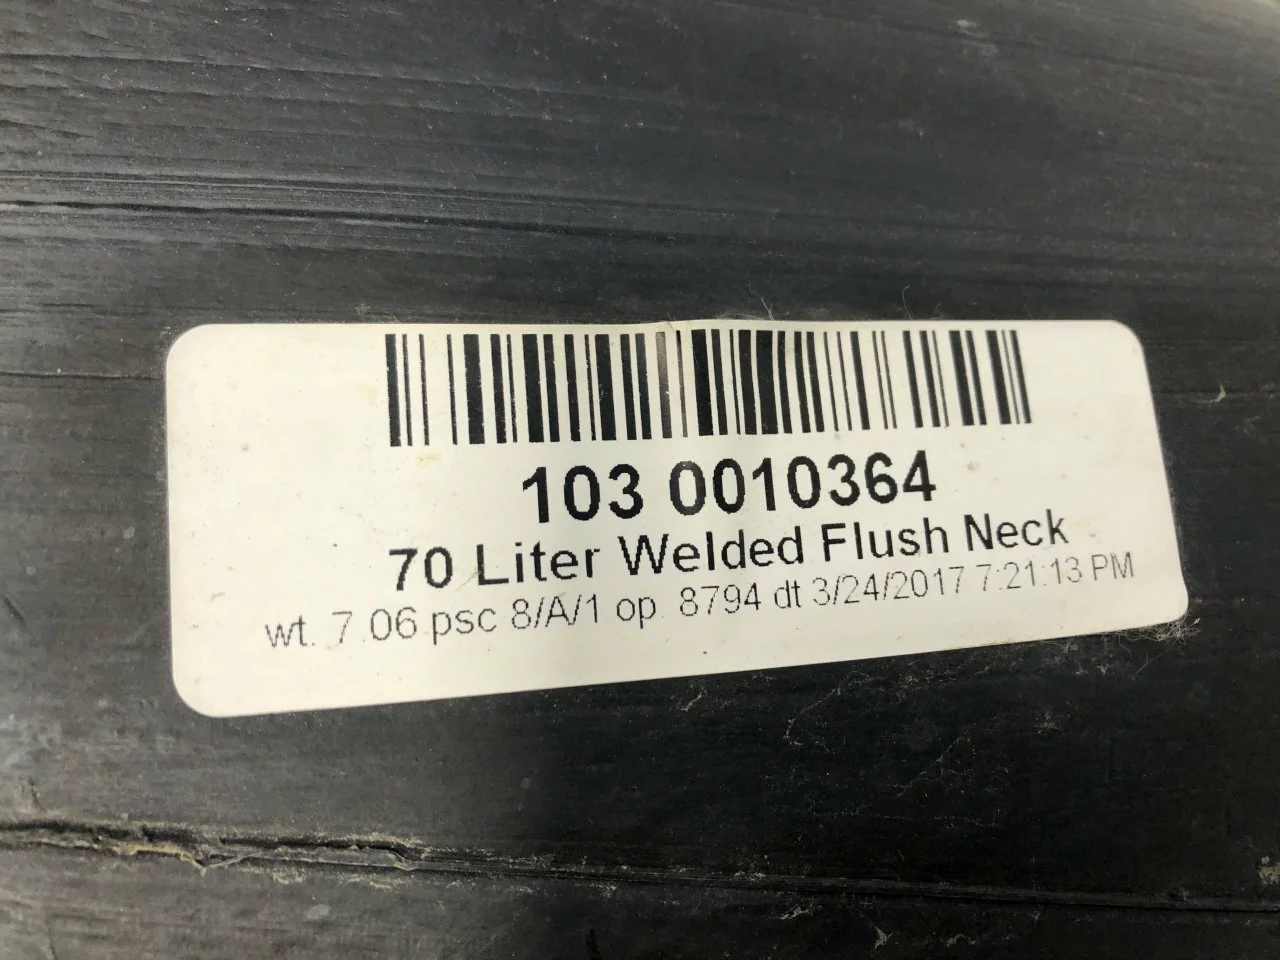 103 0010364
70 Liter Welded Flush Neck
wt. 7.06 psc 8/A/1 op. 8794 dt 3/24/2017 7:21:13 PM